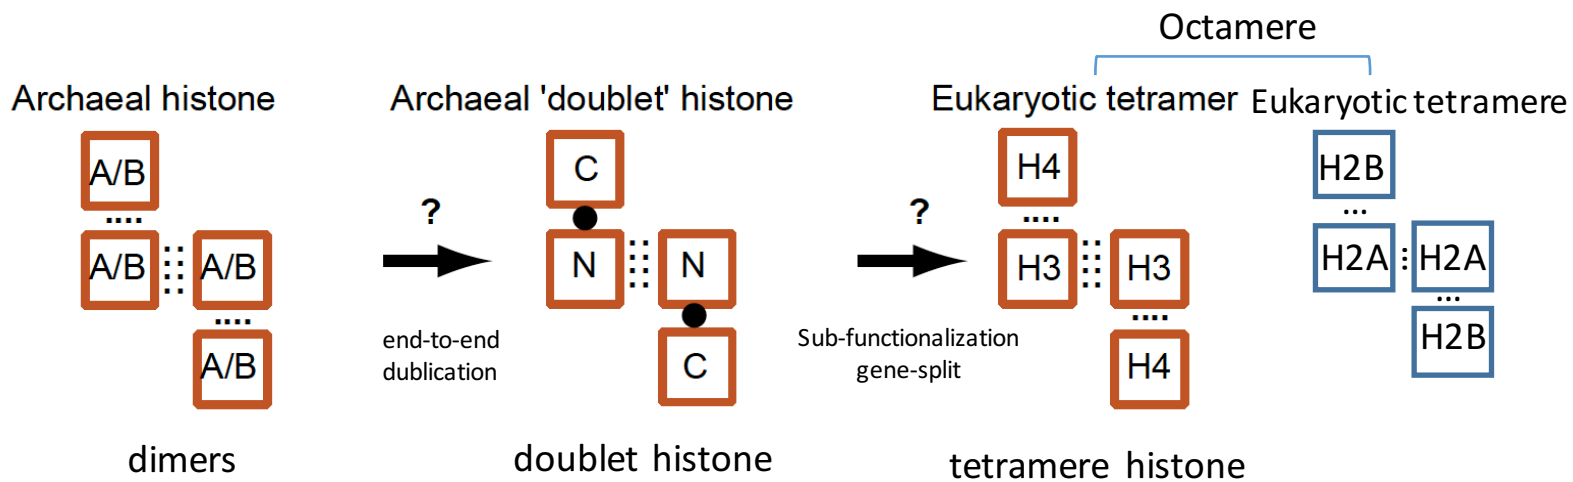 Octamere
Archaeal histone
Archaeal 'doublet' histone
Eukaryotic tetramer
Eukaryotic tetramere
A/B
A/B
A/B
A/B
?
end-to-end
dublication
C
N
N
C
?
Sub-functionalization
gene-split
H4
H3
H3
H4
H2B
H2A
H2A
H2B
dimers
doublet histone
tetramere histone